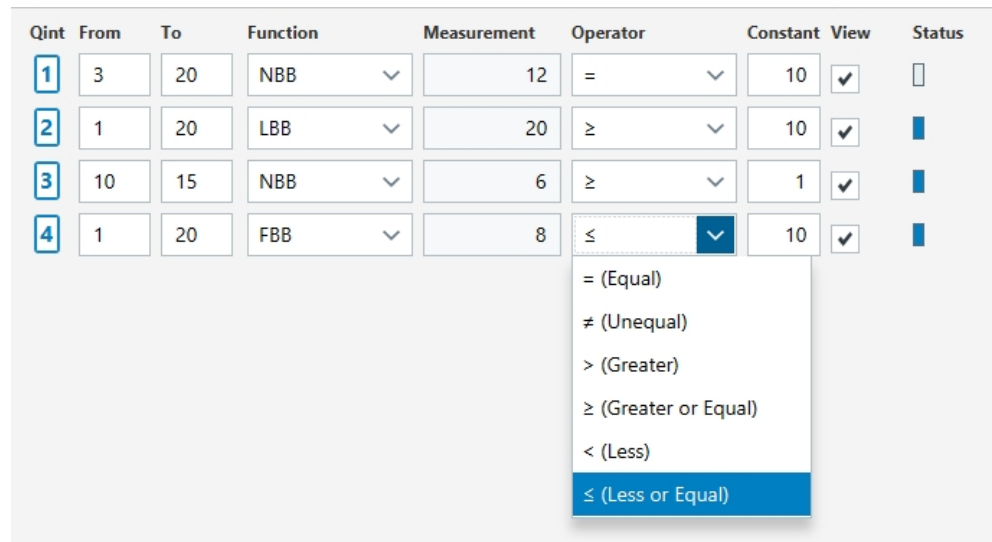 Qint From To Function Measurement Operator Constant View Status
1 3 20 NBB 12 = 10
2 1 20 LBB 20 ≥ 10
3 10 15 NBB 6 ≥ 1
4 1 20 FBB 8 ≤ 10
= (Equal)
≠ (Unequal)
> (Greater)
≥ (Greater or Equal)
< (Less)
≤ (Less or Equal)